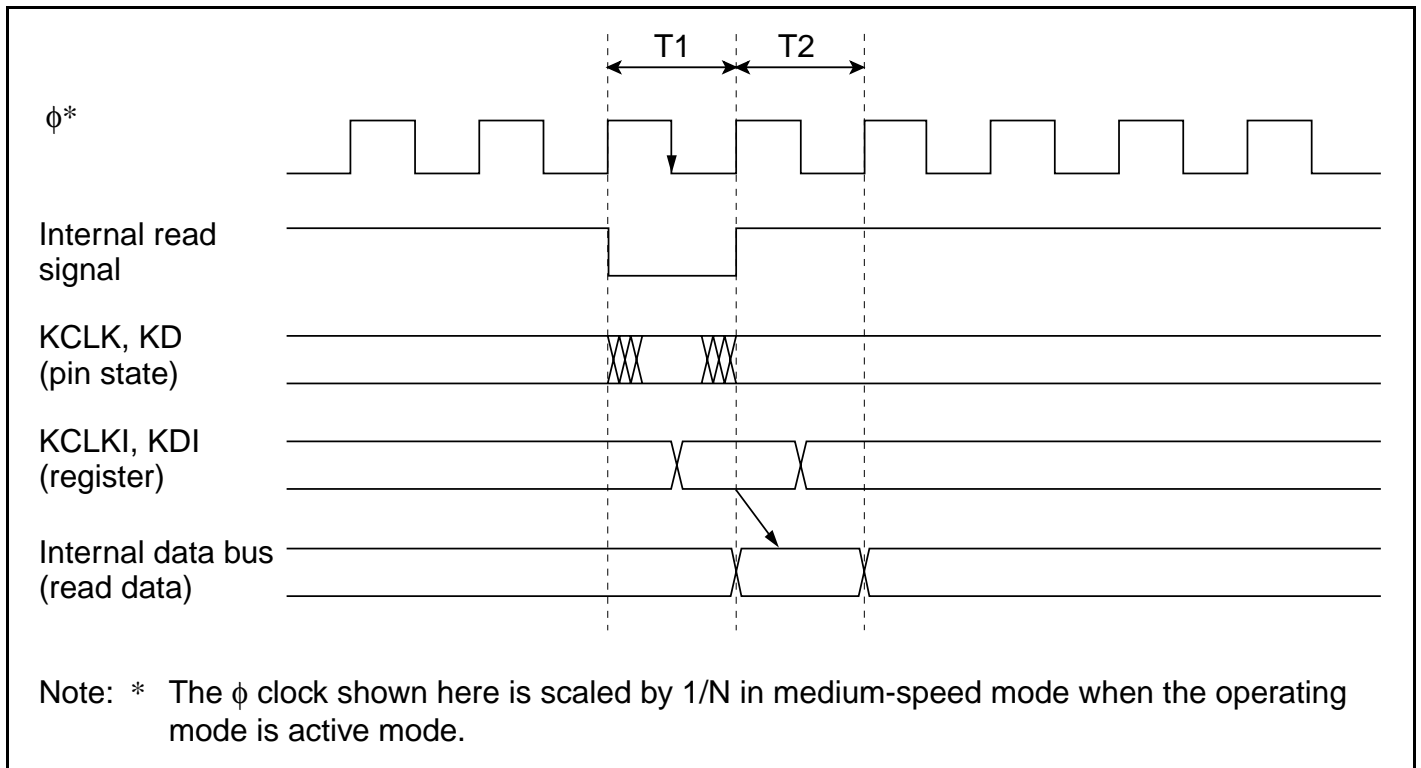 T1 T2
ϕ*
Internal read
signal
KCLK, KD
(pin state)
KCLKI, KDI
(register)
Internal data bus
(read data)
Note: * The ϕ clock shown here is scaled by 1/N in medium-speed mode when the operating
mode is active mode.